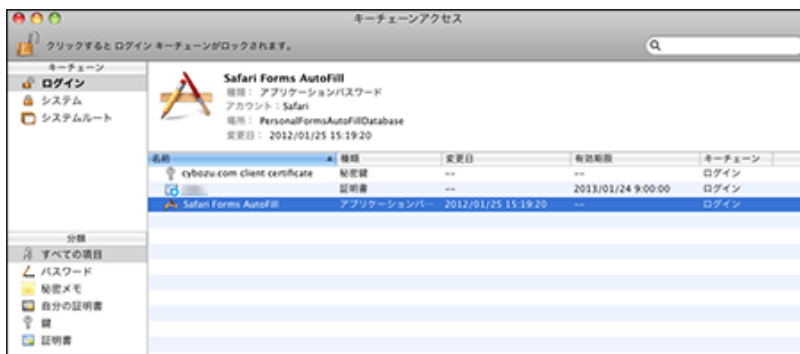 キーチェーンアクセス
クリックすると ログイン キーチェーンがロックされます。
キーチェーン
ログイン
システム
システムルート
Safari Forms AutoFill
種類： アプリケーションパスワード
アカウント： Safari
場所： PersonalFormsAutoFillDatabase
変更日： 2012/01/25 15:19:20
名前 種類 変更日 有効期限 キーチェーン
cybozu.com client certificate 秘密鍵 -- -- ログイン
証明書 -- 2013/01/24 9:00:00 ログイン
Safari Forms AutoFill アプリケーションパ… 2012/01/25 15:19:20 -- ログイン
分類
すべての項目
パスワード
秘密メモ
自分の証明書
鍵
証明書